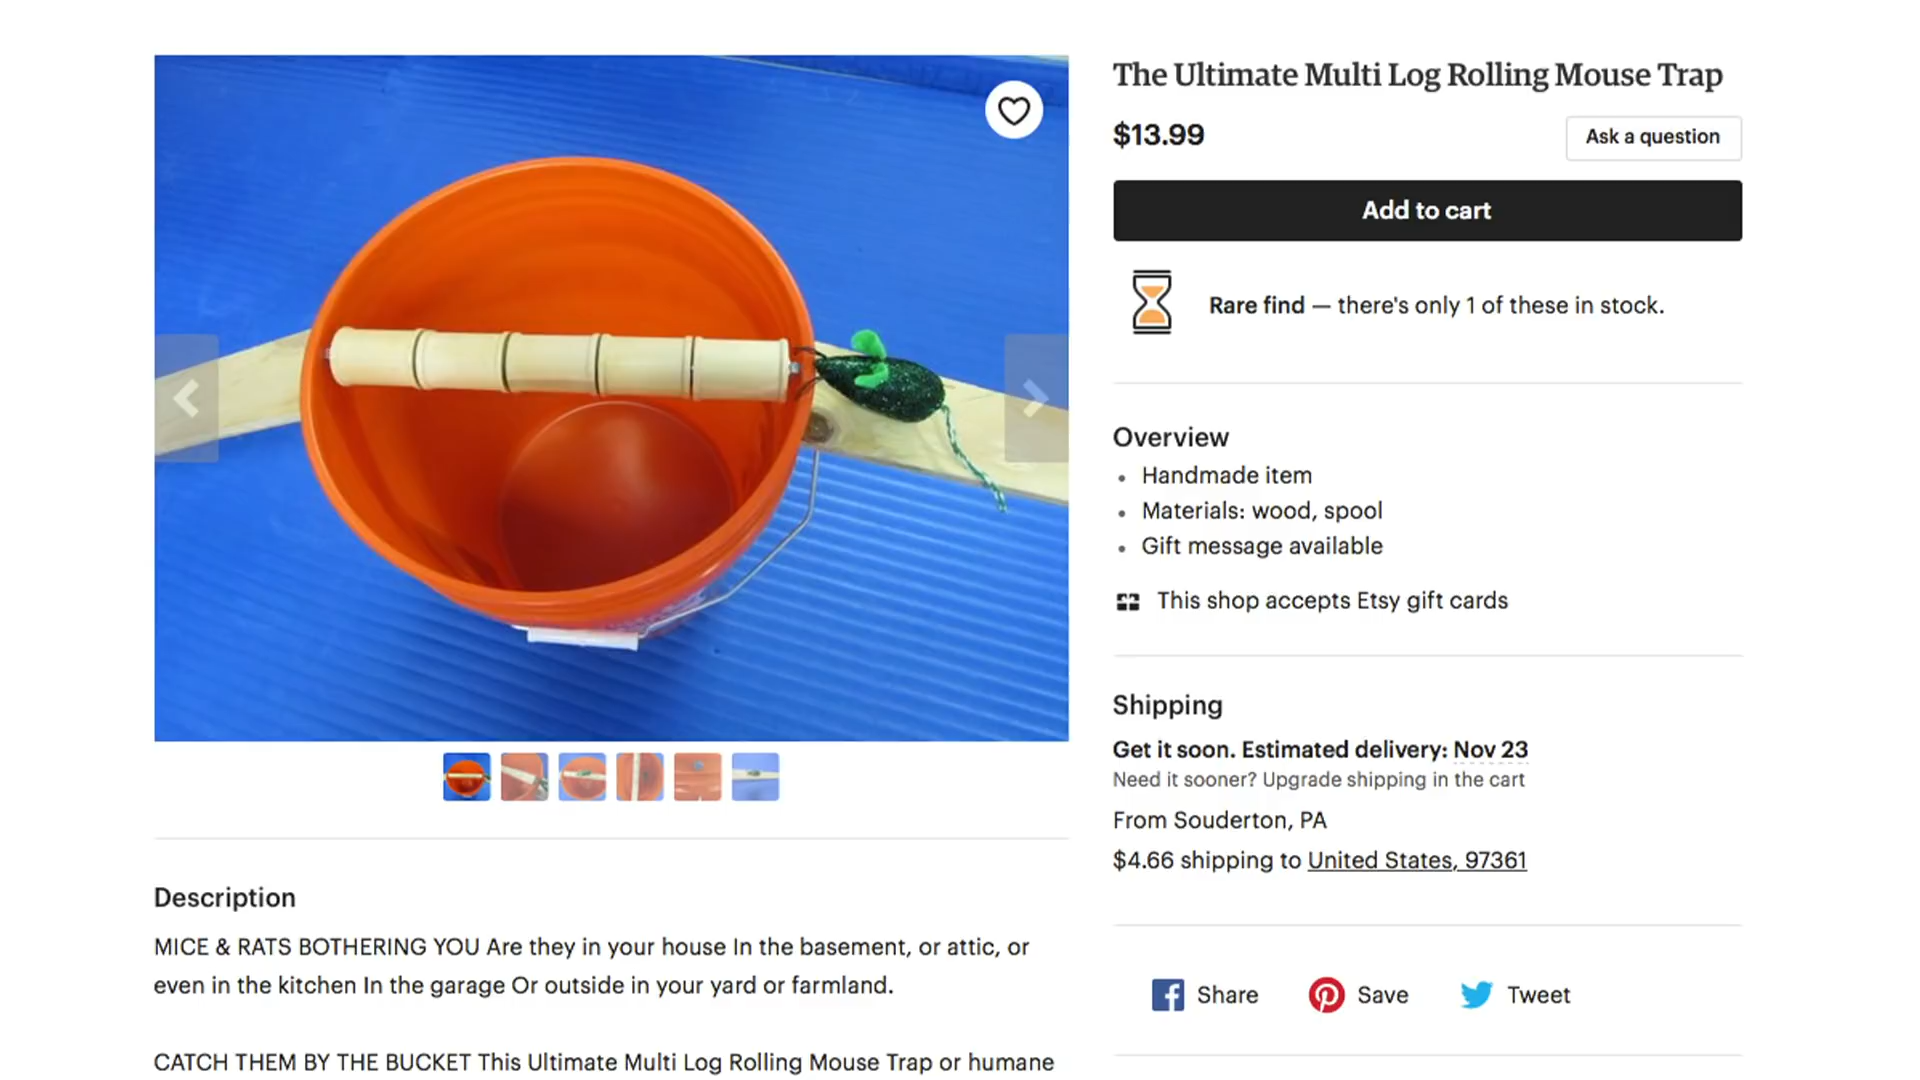 The Ultimate Multi Log Rolling Mouse Trap
$13.99
Ask a question
Add to cart
Rare find — there's only 1 of these in stock.
Overview
Handmade item
Materials: wood, spool
Gift message available
This shop accepts Etsy gift cards
Shipping
Get it soon. Estimated delivery: Nov 23
Need it sooner? Upgrade shipping in the cart
From Souderton, PA
$4.66 shipping to United States, 97361
Share
Save
Tweet
Description
MICE & RATS BOTHERING YOU Are they in your house In the basement, or attic, or
even in the kitchen In the garage Or outside in your yard or farmland.
CATCH THEM BY THE BUCKET This Ultimate Multi Log Rolling Mouse Trap or humane